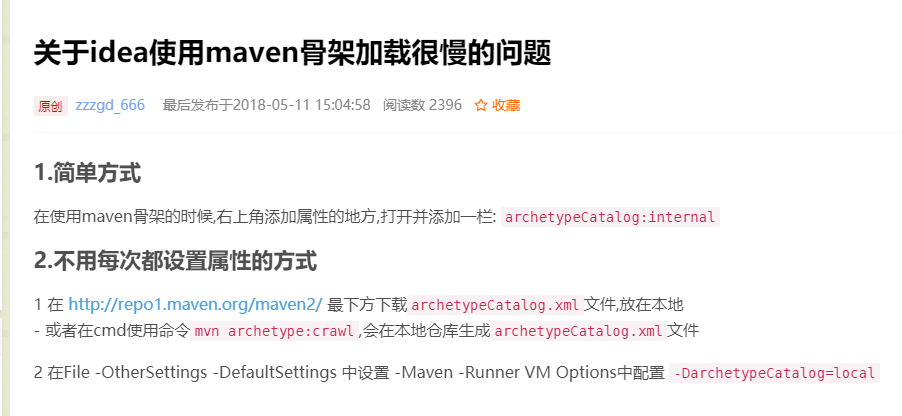 关于idea使用maven骨架加载很慢的问题
原创 zzzgd_666 最后发布于2018-05-11 15:04:58 阅读数 2396 ☆ 收藏
1.简单方式
在使用maven骨架的时候,右上角添加属性的地方,打开并添加一栏: archetypeCatalog:internal
2.不用每次都设置属性的方式
1 在 http://repo1.maven.org/maven2/ 最下方下载 archetypeCatalog.xml 文件,放在本地
- 或者在cmd使用命令 mvn archetype:crawl ,会在本地仓库生成 archetypeCatalog.xml 文件
2 在File -OtherSettings -DefaultSettings 中设置 -Maven -Runner VM Options中配置 -DarchetypeCatalog=local